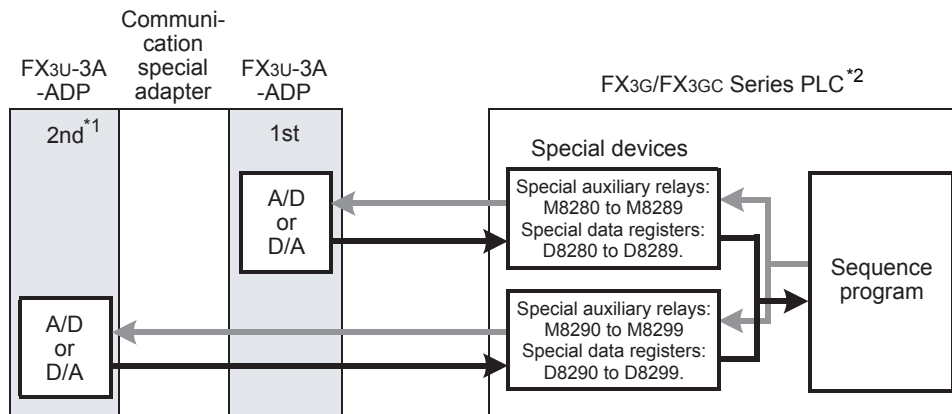 Communi-
cation
special
adapter
FX3U-3A
-ADP
FX3U-3A
-ADP
FX3G/FX3GC Series PLC*2
2nd*1
1st
Special devices
A/D
or
D/A
Special auxiliary relays:
M8280 to M8289
Special data registers:
D8280 to D8289.
Sequence
program
A/D
or
D/A
Special auxiliary relays:
M8290 to M8299
Special data registers:
D8290 to D8299.